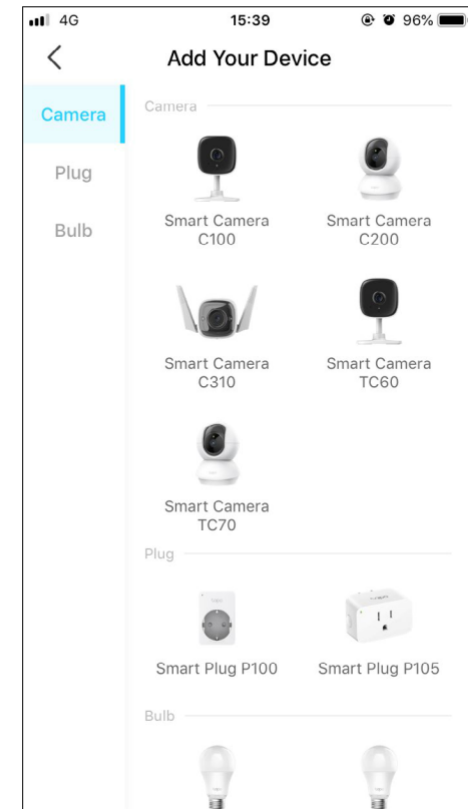 4G 15:39 96%
Add Your Device
Camera
Plug
Bulb
Camera
Smart Camera
C100
Smart Camera
C200
Smart Camera
C310
Smart Camera
TC60
Smart Camera
TC70
Plug
Smart Plug P100
Smart Plug P105
Bulb